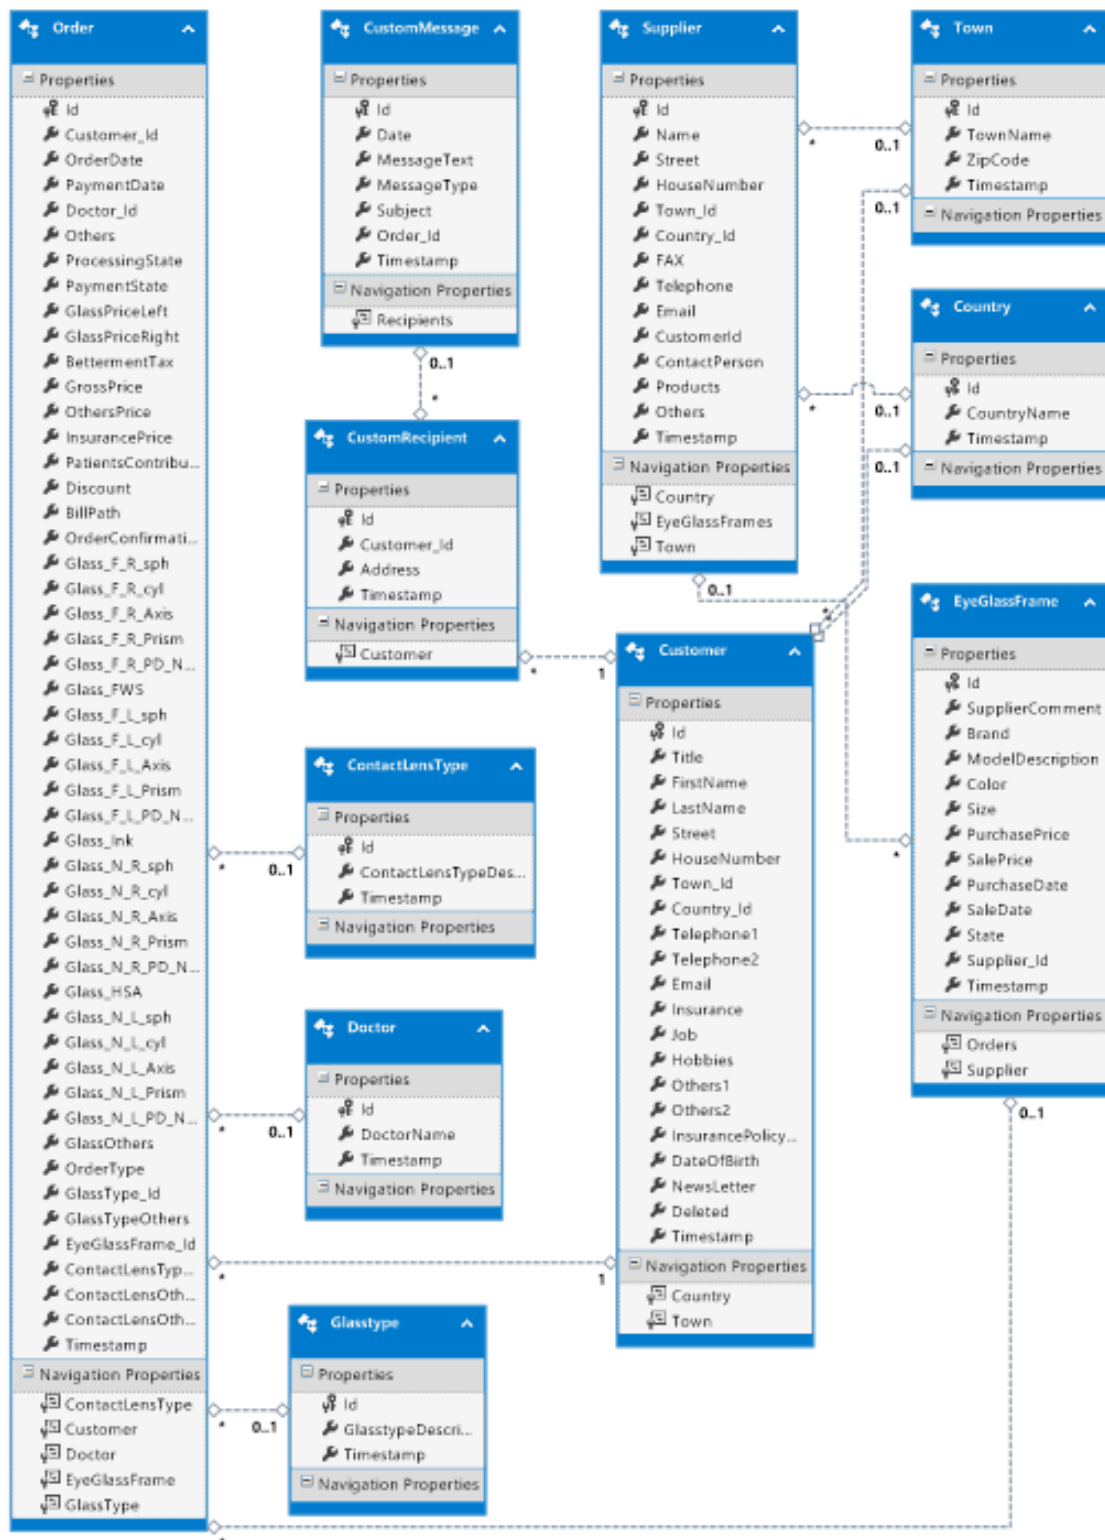 Order
Properties
Id
Customer_Id
OrderDate
PaymentDate
Doctor_Id
Others
ProcessingState
PaymentState
GlassPriceLeft
GlassPriceRight
BettermentTax
GrossPrice
OthersPrice
InsurancePrice
PatientsContribu...
Discount
BillPath
OrderConfirmati...
Glass_F_R_sph
Glass_F_R_cyl
Glass_F_R_Axis
Glass_F_R_Prism
Glass_F_R_PD_N...
Glass_FWS
Glass_F_L_sph
Glass_F_L_cyl
Glass_F_L_Axis
Glass_F_L_Prism
Glass_F_L_PD_N...
Glass_Ink
Glass_N_R_sph
Glass_N_R_cyl
Glass_N_R_Axis
Glass_N_R_Prism
Glass_N_R_PD_N...
Glass_HSA
Glass_N_L_sph
Glass_N_L_cyl
Glass_N_L_Axis
Glass_N_L_Prism
Glass_N_L_PD_N...
GlassOthers
OrderType
GlassType_Id
GlassTypeOthers
EyeGlassFrame_Id
ContactLensTyp...
ContactLensOth...
ContactLensOth...
Timestamp
Navigation Properties
ContactLensType
Customer
Doctor
EyeGlassFrame
GlassType
CustomMessage
Properties
Id
Date
MessageText
MessageType
Subject
Order_Id
Timestamp
Navigation Properties
Recipients
0..1
*
CustomRecipient
Properties
Id
Customer_Id
Address
Timestamp
Navigation Properties
Customer
* 1
ContactLensType
Properties
Id
ContactLensTypeDes...
Timestamp
Navigation Properties
* 0..1
Doctor
Properties
Id
DoctorName
Timestamp
Navigation Properties
* 0..1
* 1
Glasstype
Properties
Id
GlasstypeDescri...
Timestamp
Navigation Properties
* 0..1
*
Supplier
Properties
Id
Name
Street
HouseNumber
Town_Id
Country_Id
FAX
Telephone
Email
CustomerId
ContactPerson
Products
Others
Timestamp
Navigation Properties
Country
EyeGlassFrames
Town
* 0..1
0..1
* 0..1
0..1
0..1
*
*
Customer
Properties
Id
Title
FirstName
LastName
Street
HouseNumber
Town_Id
Country_Id
Telephone1
Telephone2
Email
Insurance
Job
Hobbies
Others1
Others2
InsurancePolicy...
DateOfBirth
NewsLetter
Deleted
Timestamp
Navigation Properties
Country
Town
Town
Properties
Id
TownName
ZipCode
Timestamp
Navigation Properties
Country
Properties
Id
CountryName
Timestamp
Navigation Properties
EyeGlassFrame
Properties
Id
SupplierComment
Brand
ModelDescription
Color
Size
PurchasePrice
SalePrice
PurchaseDate
SaleDate
State
Supplier_Id
Timestamp
Navigation Properties
Orders
Supplier
*
0..1